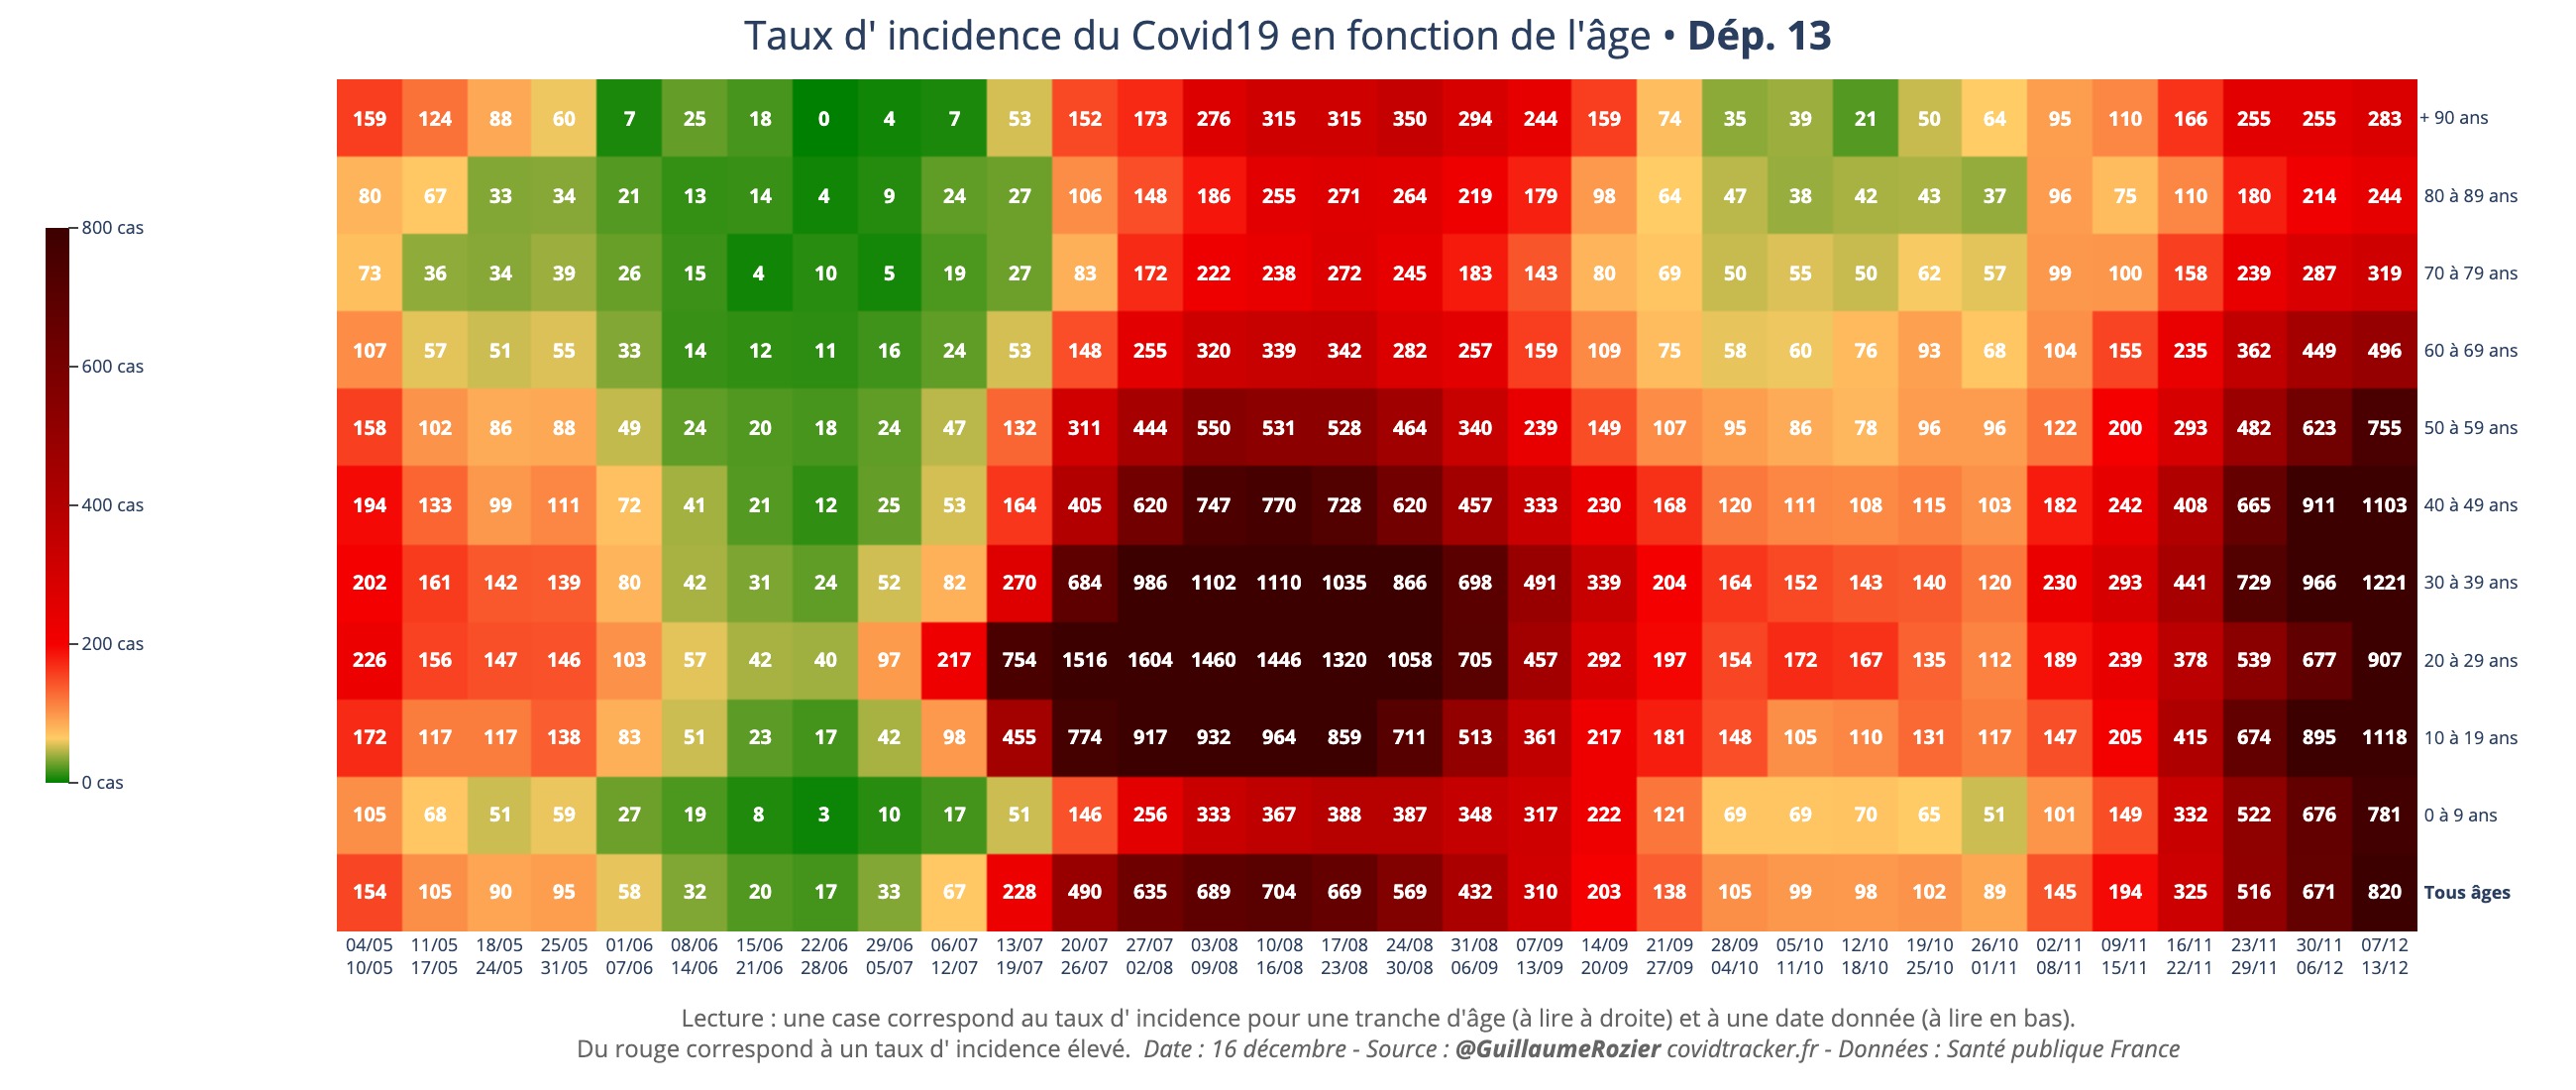 Taux d' incidence du Covid19 en fonction de l'âge • Dép. 13
800 cas
600 cas
400 cas
200 cas
0 cas
159 124 88 60 7 25 18 0 4 7 53 152 173 276 315 315 350 294 244 159 74 35 39 21 50 64 95 110 166 255 255 283 + 90 ans
80 67 33 34 21 13 14 4 9 24 27 106 148 186 255 271 264 219 179 98 64 47 38 42 43 37 96 75 110 180 214 244 80 à 89 ans
73 36 34 39 26 15 4 10 5 19 27 83 172 222 238 272 245 183 143 80 69 50 55 50 62 57 99 100 158 239 287 319 70 à 79 ans
107 57 51 55 33 14 12 11 16 24 53 148 255 320 339 342 282 257 159 109 75 58 60 76 93 68 104 155 235 362 449 496 60 à 69 ans
158 102 86 88 49 24 20 18 24 47 132 311 444 550 531 528 464 340 239 149 107 95 86 78 96 96 122 200 293 482 623 755 50 à 59 ans
194 133 99 111 72 41 21 12 25 53 164 405 620 747 770 728 620 457 333 230 168 120 111 108 115 103 182 242 408 665 911 1103 40 à 49 ans
202 161 142 139 80 42 31 24 52 82 270 684 986 1102 1110 1035 866 698 491 339 204 164 152 143 140 120 230 293 441 729 966 1221 30 à 39 ans
226 156 147 146 103 57 42 40 97 217 754 1516 1604 1460 1446 1320 1058 705 457 292 197 154 172 167 135 112 189 239 378 539 677 907 20 à 29 ans
172 117 117 138 83 51 23 17 42 98 455 774 917 932 964 859 711 513 361 217 181 148 105 110 131 117 147 205 415 674 895 1118 10 à 19 ans
105 68 51 59 27 19 8 3 10 17 51 146 256 333 367 388 387 348 317 222 121 69 69 70 65 51 101 149 332 522 676 781 0 à 9 ans
154 105 90 95 58 32 20 17 33 67 228 490 635 689 704 669 569 432 310 203 138 105 99 98 102 89 145 194 325 516 671 820 Tous âges
04/05 11/05 18/05 25/05 01/06 08/06 15/06 22/06 29/06 06/07 13/07 20/07 27/07 03/08 10/08 17/08 24/08 31/08 07/09 14/09 21/09 28/09 05/10 12/10 19/10 26/10 02/11 09/11 16/11 23/11 30/11 07/12
10/05 17/05 24/05 31/05 07/06 14/06 21/06 28/06 05/07 12/07 19/07 26/07 02/08 09/08 16/08 23/08 30/08 06/09 13/09 20/09 27/09 04/10 11/10 18/10 25/10 01/11 08/11 15/11 22/11 29/11 06/12 13/12
Lecture : une case correspond au taux d' incidence pour une tranche d'âge (à lire à droite) et à une date donnée (à lire en bas).
Du rouge correspond à un taux d' incidence élevé. Date : 16 décembre - Source : @GuillaumeRozier covidtracker.fr - Données : Santé publique France